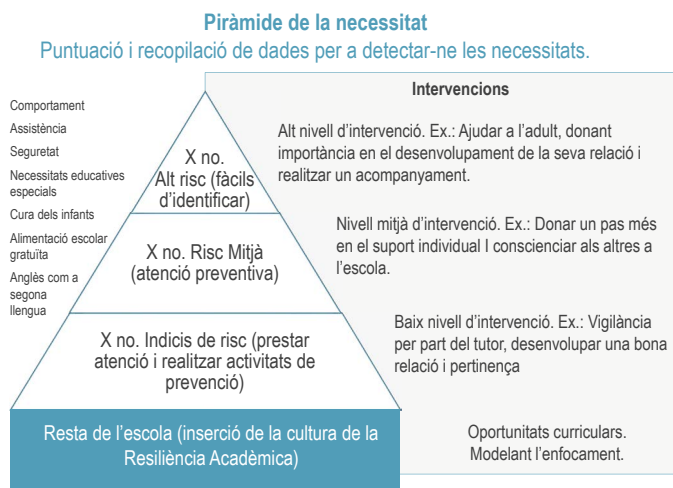 Piràmide de la necessitat
Puntuació i recopilació de dades per a detectar-ne les necessitats.
Comportament
Assistència
Seguretat
Necessitats educatives
especials
Cura dels infants
Alimentació escolar
gratuïta
Anglès com a
segona
llengua
X no.
Alt risc (fàcils
d’identificar)
X no. Risc Mitjà
(atenció preventiva)
X no. Indicis de risc (prestar
atenció i realitzar activitats de
prevenció)
Resta de l’escola (inserció de la cultura de la
Resiliència Acadèmica)
Intervencions
Alt nivell d’intervenció. Ex.: Ajudar a l’adult, donant
importància en el desenvolupament de la seva relació i
realitzar un acompanyament.
Nivell mitjà d’intervenció. Ex.: Donar un pas més
en el suport individual I conscienciar als altres a
l’escola.
Baix nivell d’intervenció. Ex.: Vigilància
per part del tutor, desenvolupar una bona
relació i pertinença
Oportunitats curriculars.
Modelant l’enfocament.